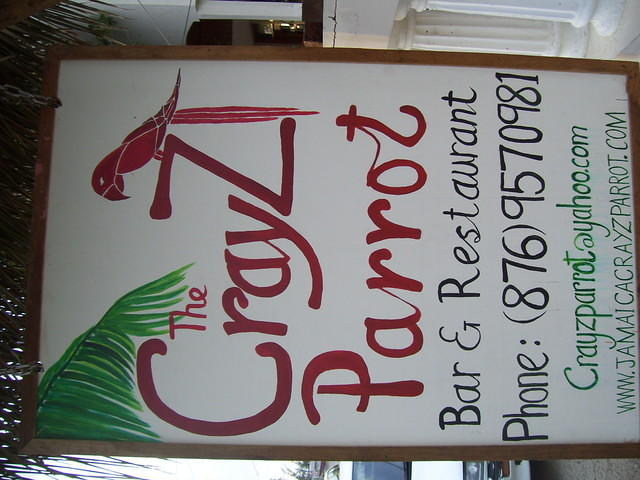 The
CrayZ
Parrot
Bar & Restaurant
Phone: (876)9570981
Crayzparrot@yahoo.com
WWW.JAMAICACRAYZPARROT.COM